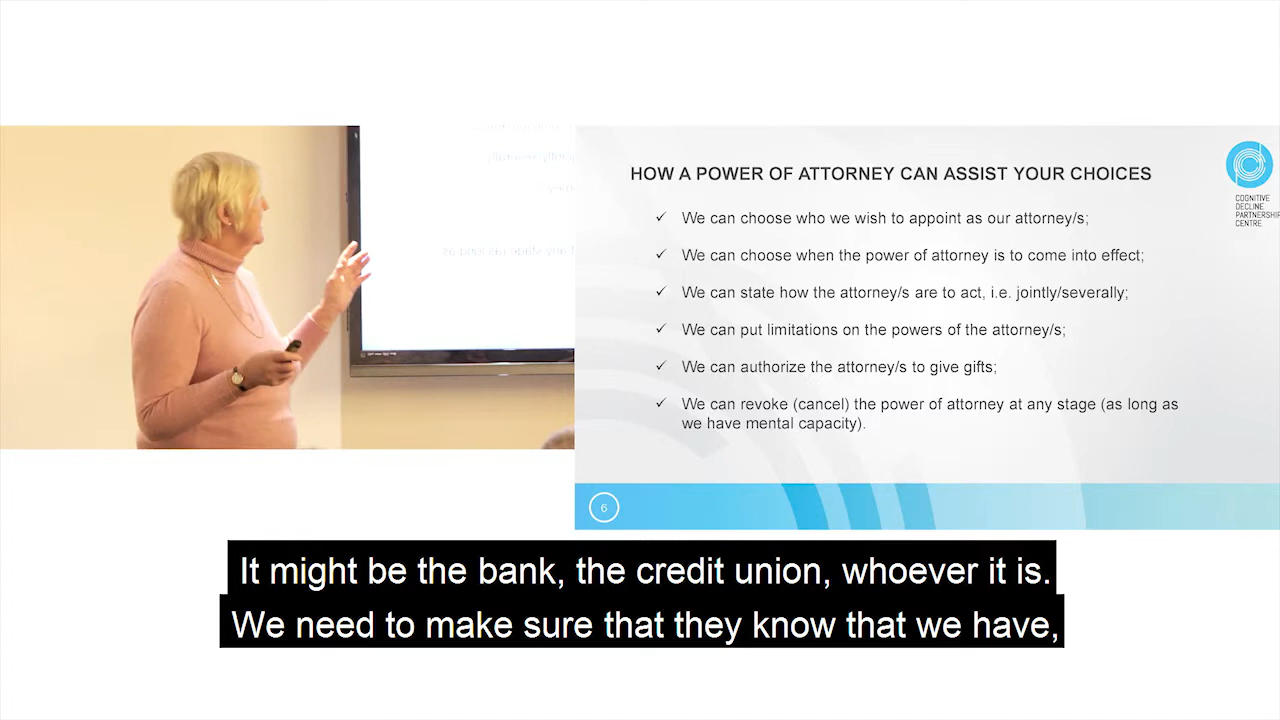 HOW A POWER OF ATTORNEY CAN ASSIST YOUR CHOICES
✓ We can choose who we wish to appoint as our attorney/s;
✓ We can choose when the power of attorney is to come into effect;
✓ We can state how the attorney/s are to act, i.e. jointly/severally;
✓ We can put limitations on the powers of the attorney/s;
✓ We can authorize the attorney/s to give gifts;
✓ We can revoke (cancel) the power of attorney at any stage (as long as
we have mental capacity).
COGNITIVE
DECLINE
PARTNERSHIP
CENTRE
6
It might be the bank, the credit union, whoever it is.
We need to make sure that they know that we have,